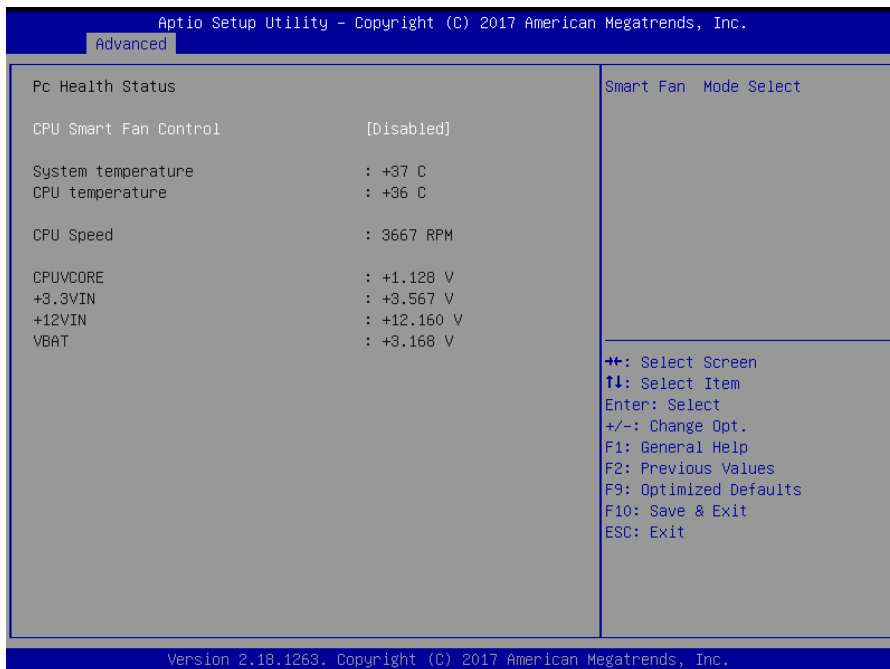 Aptio Setup Utility – Copyright (C) 2017 American Megatrends, Inc.
Advanced
Pc Health Status
CPU Smart Fan Control [Disabled]
System temperature : +37 C
CPU temperature : +36 C
CPU Speed : 3667 RPM
CPUVCORE : +1.128 V
+3.3VIN : +3.567 V
+12VIN : +12.160 V
VBAT : +3.168 V
Smart Fan Mode Select
→←: Select Screen
↑↓: Select Item
Enter: Select
+/-: Change Opt.
F1: General Help
F2: Previous Values
F9: Optimized Defaults
F10: Save & Exit
ESC: Exit
Version 2.18.1263. Copyright (C) 2017 American Megatrends, Inc.